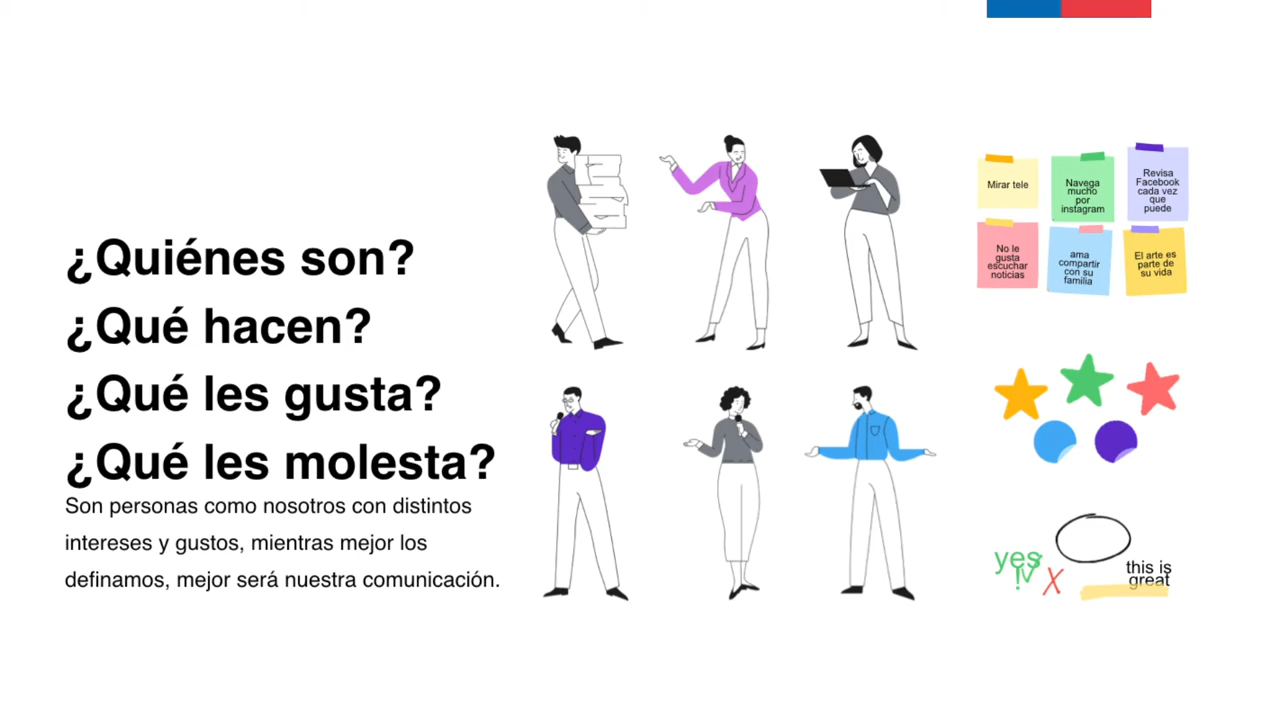 ¿Quiénes son?
¿Qué hacen?
¿Qué les gusta?
¿Qué les molesta?
Son personas como nosotros con distintos
intereses y gustos, mientras mejor los
definamos, mejor será nuestra comunicación.
Mirar tele
Navega
mucho
por
instagram
Revisa
Facebook
cada vez
que
puede
No le
gusta
escuchar
noticias
ama
compartir
con su
familia
El arte es
parte de
su vida
yes
this is
great